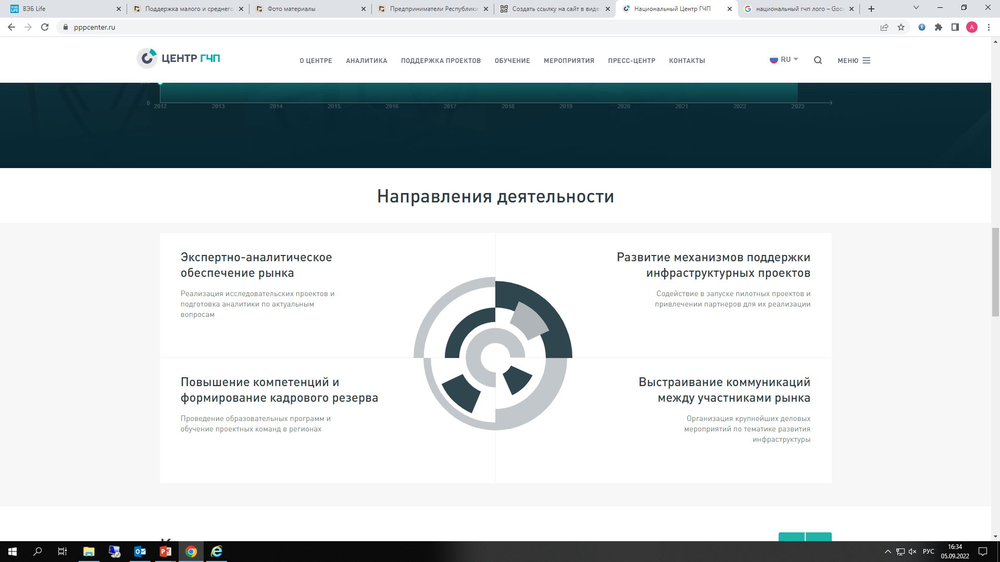 ВЭБ Life
Поддержка малого и среднего
Фото материалы
Предприниматели Республики
Создать ссылку на сайт в виде
Национальный Центр ГЧП
национальный гчп лого – Goo
pppcenter.ru
A
ЦЕНТР ГЧП
О ЦЕНТРЕ
АНАЛИТИКА
ПОДДЕРЖКА ПРОЕКТОВ
ОБУЧЕНИЕ
МЕРОПРИЯТИЯ
ПРЕСС-ЦЕНТР
КОНТАКТЫ
RU
МЕНЮ
0
2012 2013 2014 2015 2016 2017 2018 2019 2020 2021 2022 2023
Направления деятельности
Экспертно-аналитическое
обеспечение рынка
Реализация исследовательских проектов и
подготовка аналитики по актуальным
вопросам
Развитие механизмов поддержки
инфраструктурных проектов
Содействие в запуске пилотных проектов и
привлечении партнеров для их реализации
Повышение компетенций и
формирование кадрового резерва
Проведение образовательных программ и
обучение проектных команд в регионах
Выстраивание коммуникаций
между участниками рынка
Организация крупнейших деловых
мероприятий по тематике развития
инфраструктуры
РУС
16:34
05.09.2022